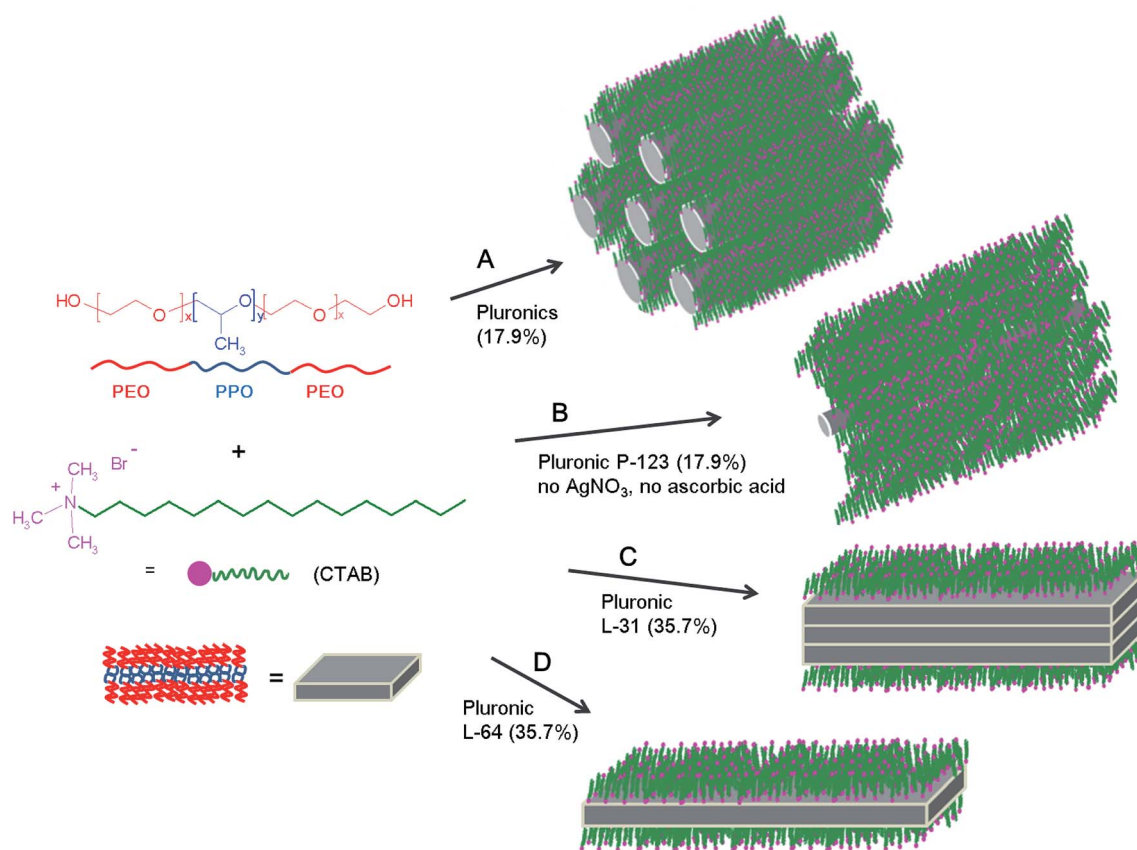 A
Pluronics
(17.9%)
HO
O
x
O
y
O
x
OH
CH3
PEO PPO PEO
B
Pluronic P-123 (17.9%)
no AgNO3, no ascorbic acid
+
CH3
Br -
+
N
H3C
CH3
= (CTAB)
C
Pluronic
L-31 (35.7%)
=
D
Pluronic
L-64 (35.7%)